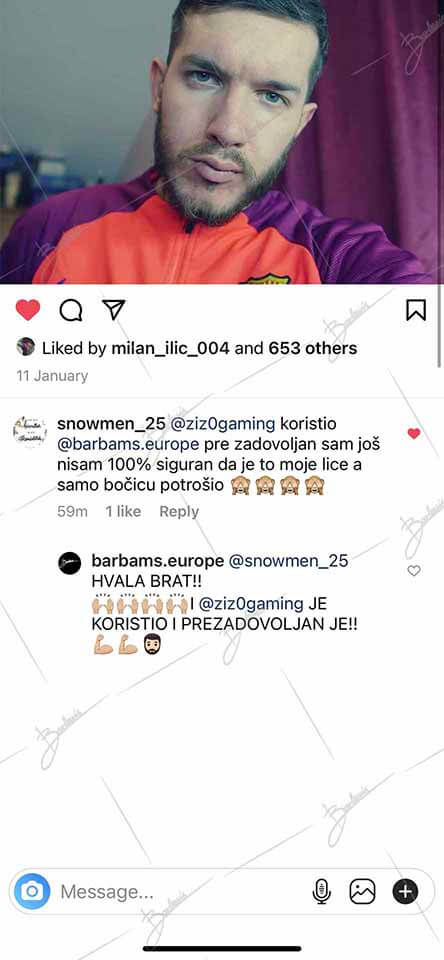 Liked by milan_ilic_004 and 653 others
11 January
snowmen_25 @ziz0gaming koristio
@barbams.europe pre zadovoljan sam još
nisam 100% siguran da je to moje lice a
samo bočicu potrošio 🙈🙈🙈🙈
59m 1 like Reply
barbams.europe @snowmen_25
HVALA BRAT!!
🙌🏼🙌🏼🙌🏼🙌🏼I @ziz0gaming JE
KORISTIO I PREZADOVOLJAN JE!!
💪🏼💪🏼🧔🏻
Message...